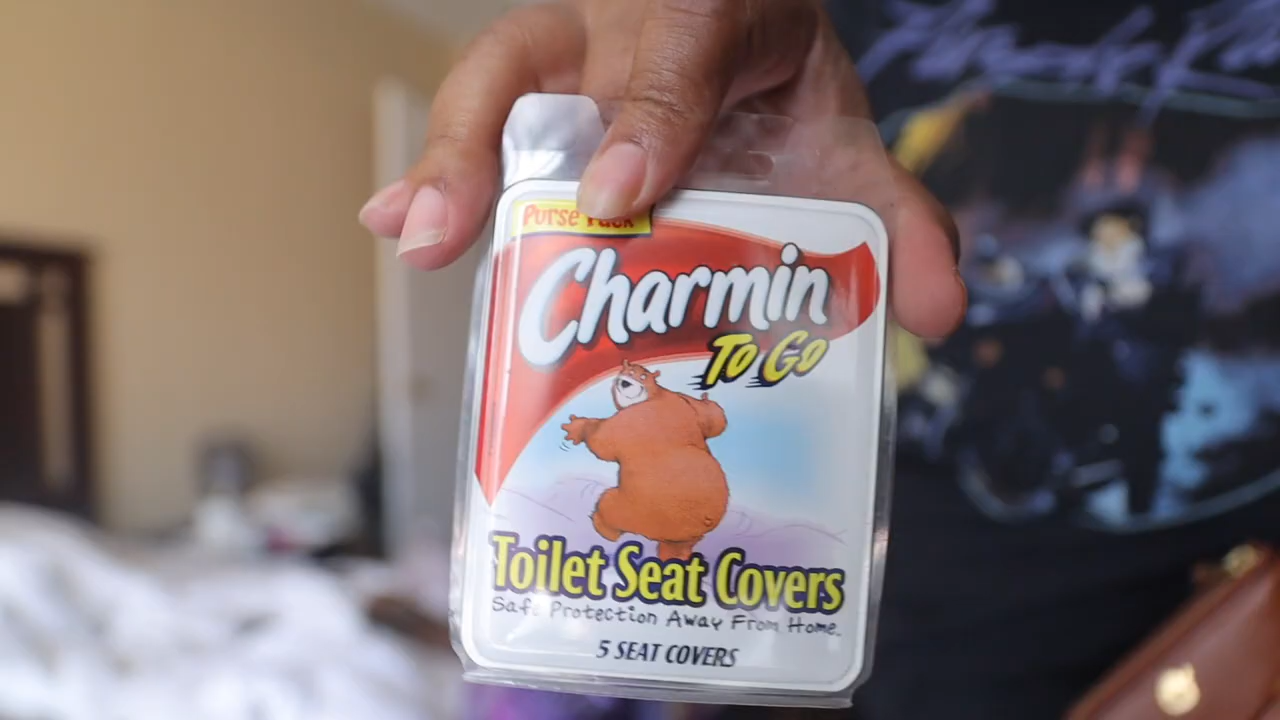 Purse Pack
Charmin
To Go
Toilet Seat Covers
Safe Protection Away From Home.
5 SEAT COVERS